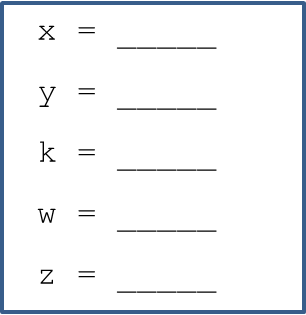 x = _____
y = _____
k = _____
w = _____
z = _____